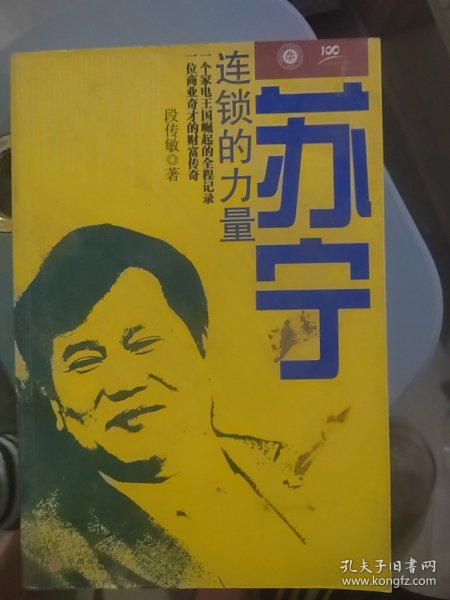 苏宁
连锁的力量
一个家电王国崛起的全程记录
一位商业奇才的财富传奇
段传敏◎著
100
孔夫子旧书网
www.kongfz.com